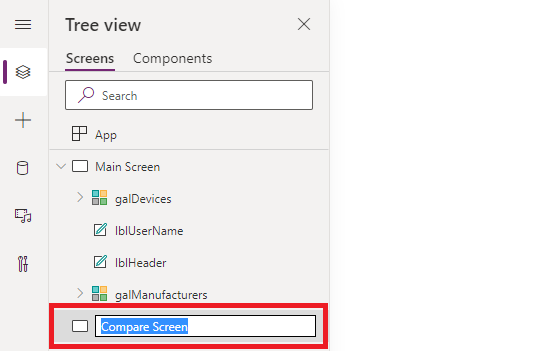 Tree view
Screens Components
Search
App
Main Screen
galDevices
lblUserName
lblHeader
galManufacturers
Compare Screen